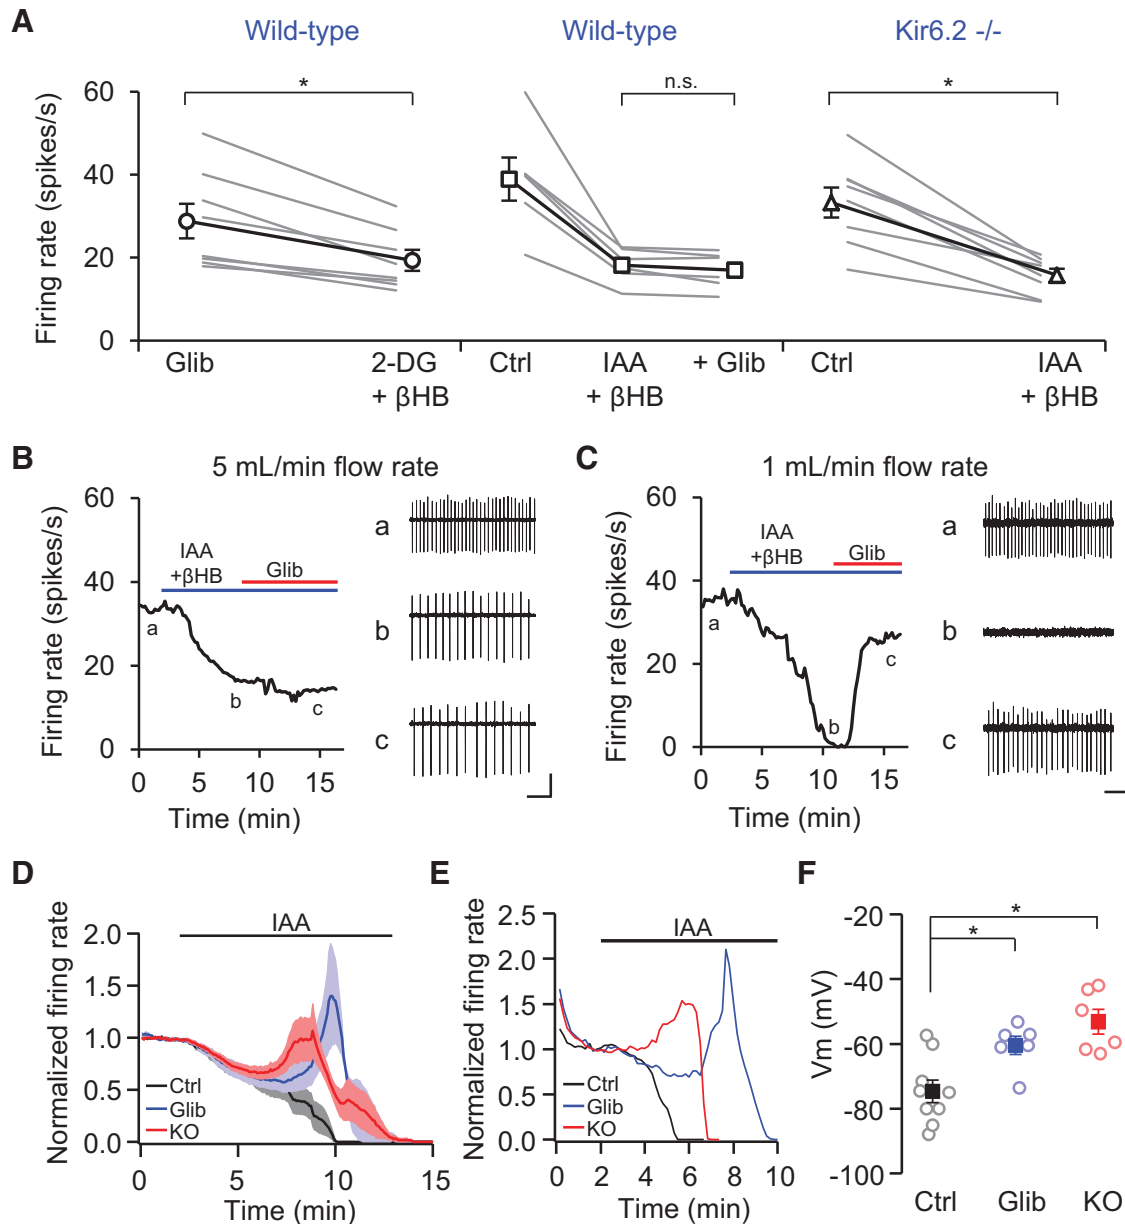 A
Wild-type Wild-type Kir6.2 -/-
* n.s. *
Firing rate (spikes/s)
60
40
20
0
Glib 2-DG + βHB Ctrl IAA + βHB + Glib Ctrl IAA + βHB
B
5 mL/min flow rate
Firing rate (spikes/s)
60
40
20
0
IAA +βHB
Glib
a
b
c
0 5 10 15
Time (min)
a
b
c
C
1 mL/min flow rate
Firing rate (spikes/s)
60
40
20
0
IAA +βHB
Glib
a
b
c
0 5 10 15
Time (min)
a
b
c
D
Normalized firing rate
IAA
2.0
1.5
1.0
0.5
0.0
Ctrl
Glib
KO
0 5 10 15
Time (min)
E
Normalized firing rate
IAA
2.5
2.0
1.5
1.0
0.5
0.0
Ctrl
Glib
KO
0 2 4 6 8 10
Time (min)
F
Vm (mV)
-20
-40
-60
-80
-100
*
*
Ctrl Glib KO